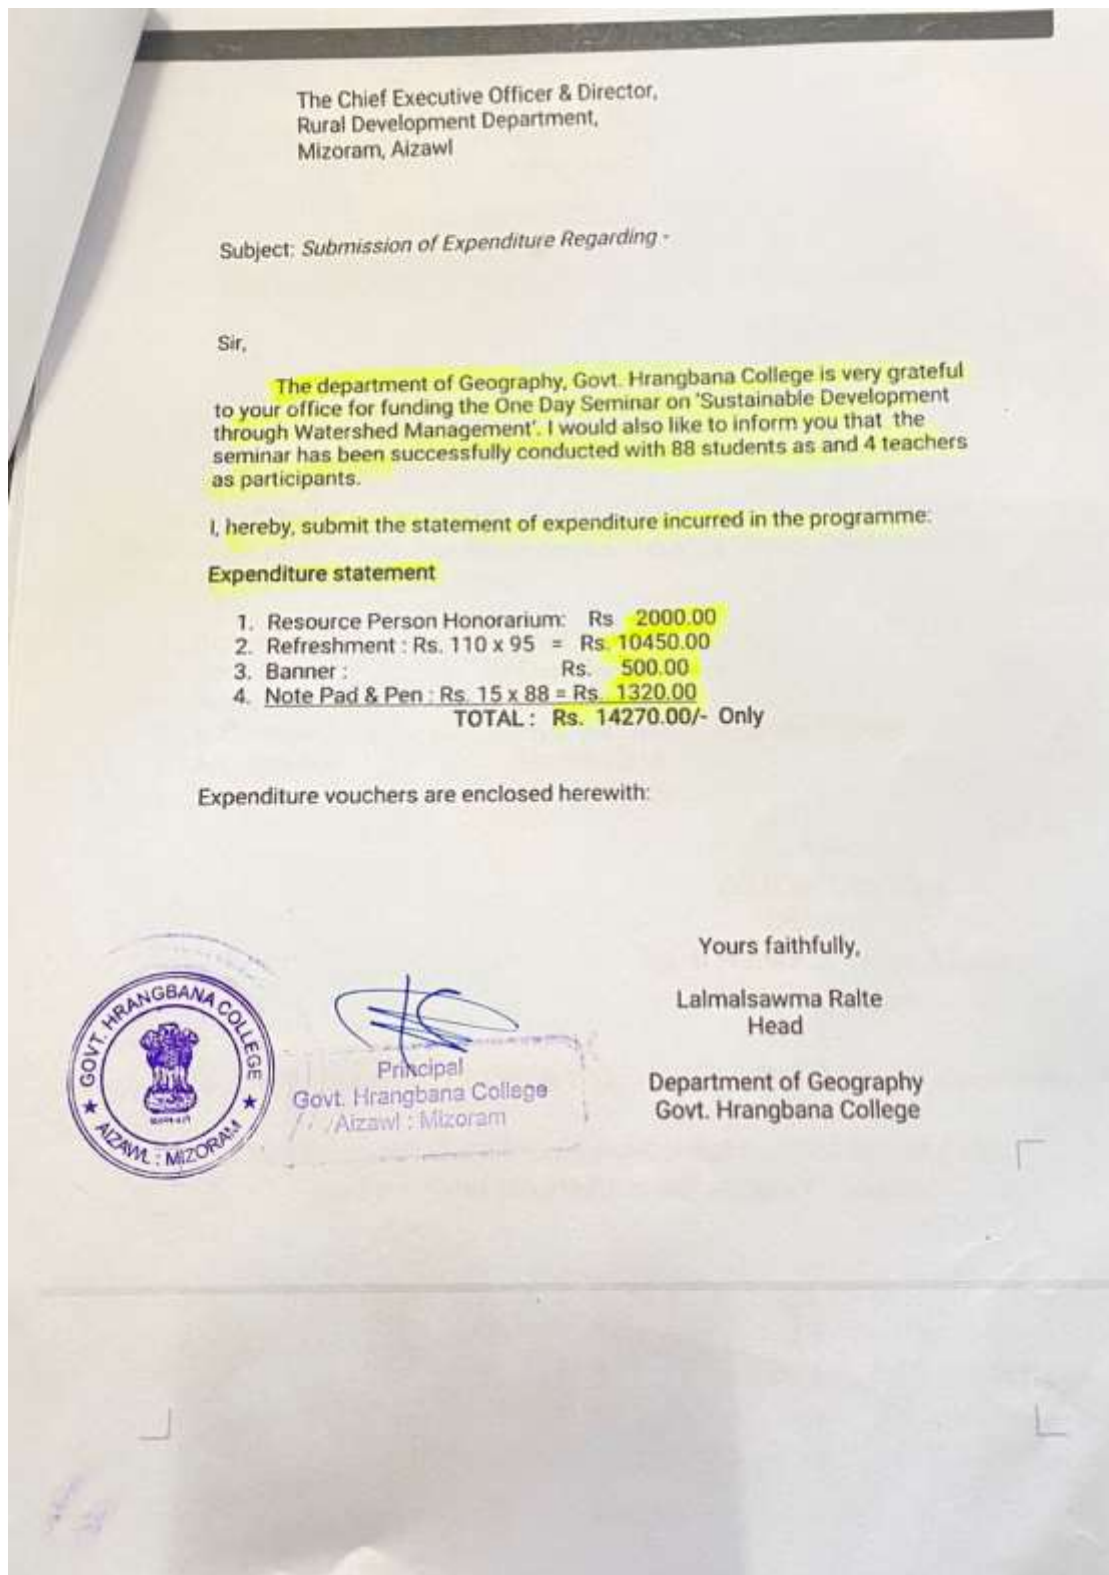 The Chief Executive Officer & Director,
Rural Development Department,
Mizoram, Aizawl
Subject: Submission of Expenditure Regarding -
Sir,
The department of Geography, Govt. Hrangbana College is very grateful
to your office for funding the One Day Seminar on 'Sustainable Development
through Watershed Management'. I would also like to inform you that the
seminar has been successfully conducted with 88 students as and 4 teachers
as participants.
I, hereby, submit the statement of expenditure incurred in the programme:
Expenditure statement
1. Resource Person Honorarium: Rs 2000.00
2. Refreshment : Rs. 110 x 95 = Rs. 10450.00
3. Banner : Rs. 500.00
4. Note Pad & Pen : Rs. 15 x 88 = Rs. 1320.00
TOTAL : Rs. 14270.00/- Only
Expenditure vouchers are enclosed herewith:
Yours faithfully,
Lalmalsawma Ralte
Head
Department of Geography
Govt. Hrangbana College
GOVT. HRANGBANA COLLEGE
★ AIZAWL : MIZORAM ★
Principal
Govt. Hrangbana College
Aizawl : Mizoram